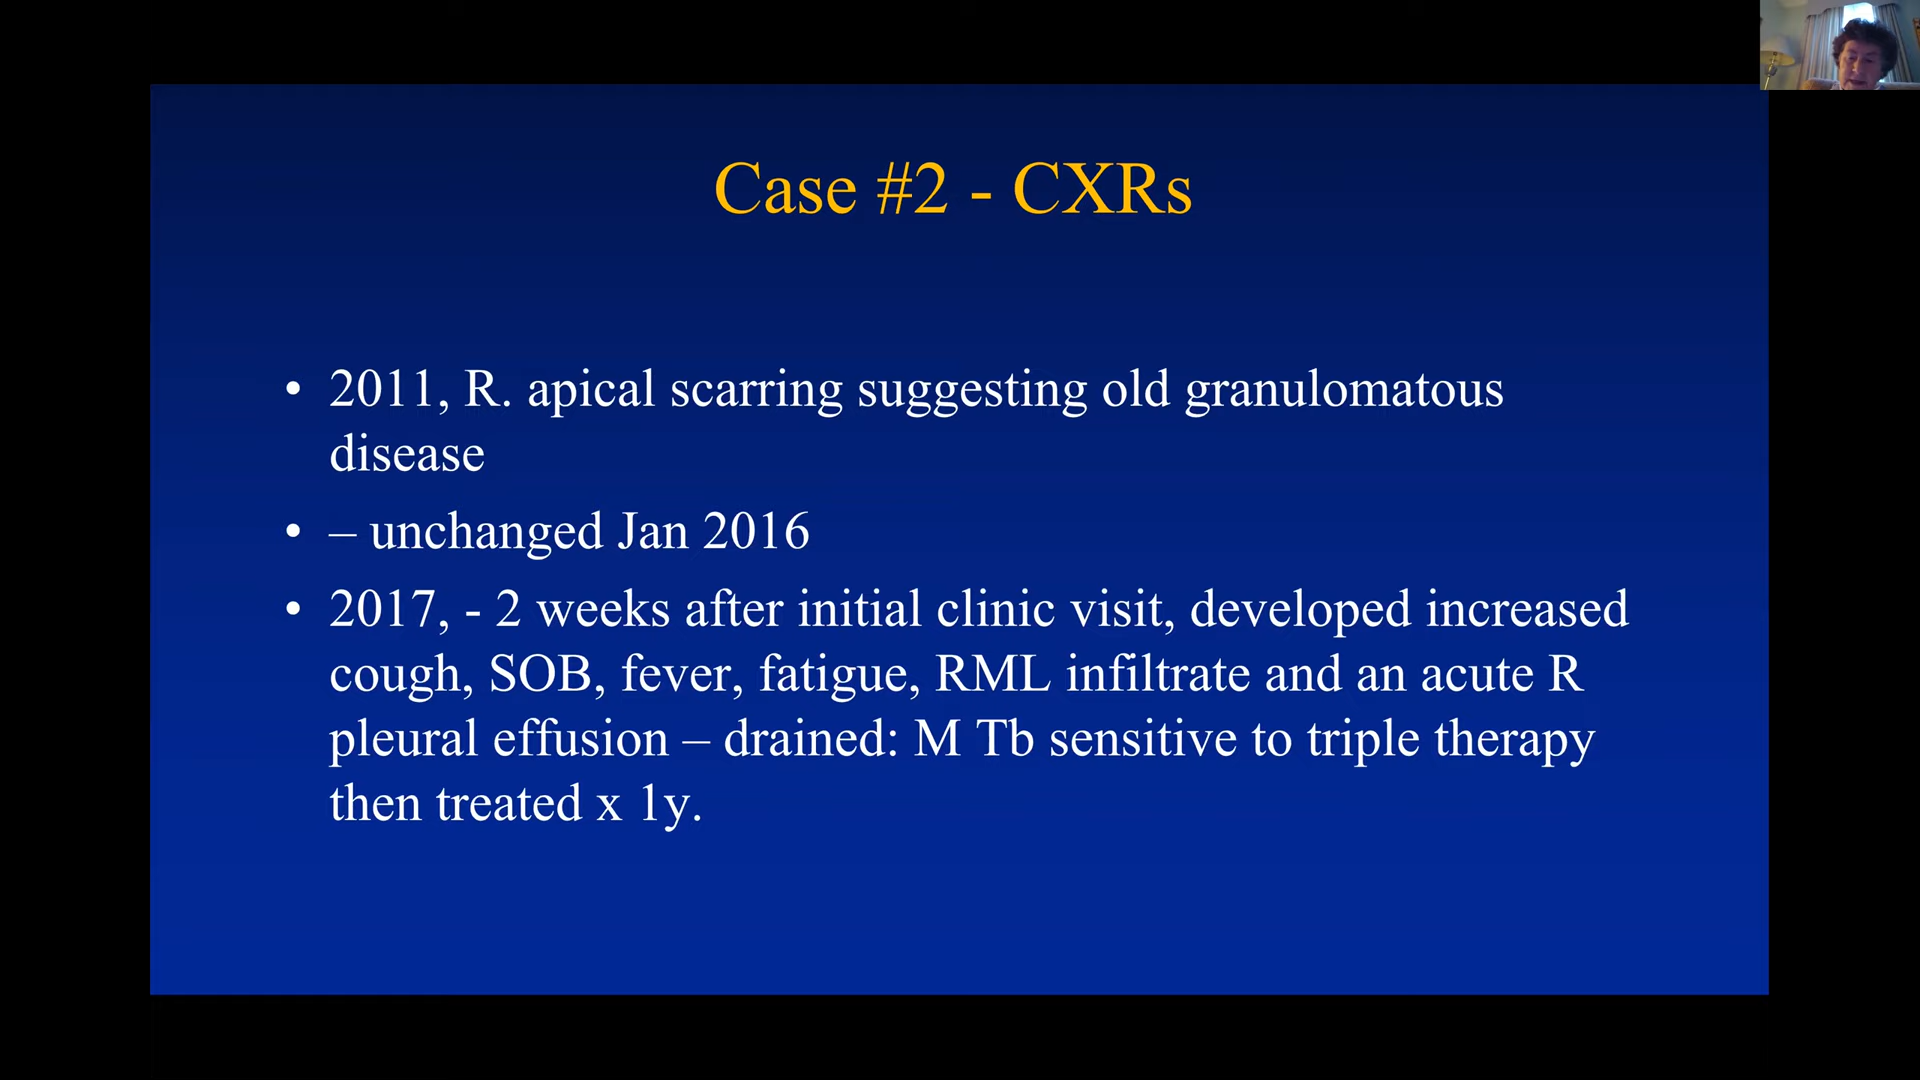 Case #2 - CXRs
• 2011, R. apical scarring suggesting old granulomatous
disease
• – unchanged Jan 2016
• 2017, - 2 weeks after initial clinic visit, developed increased
cough, SOB, fever, fatigue, RML infiltrate and an acute R
pleural effusion – drained: M Tb sensitive to triple therapy
then treated x 1y.